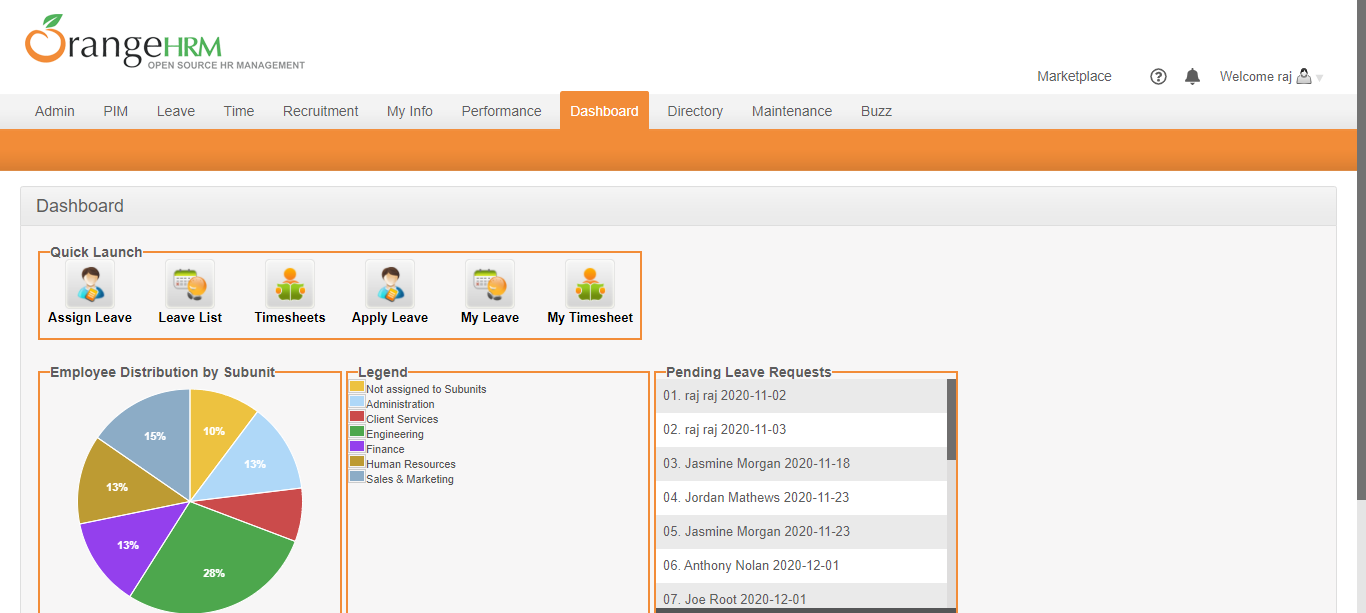 OrangeHRM
OPEN SOURCE HR MANAGEMENT
Marketplace ? Welcome raj
Admin PIM Leave Time Recruitment My Info Performance Dashboard Directory Maintenance Buzz
Dashboard
Quick Launch
Assign Leave Leave List Timesheets Apply Leave My Leave My Timesheet
Employee Distribution by Subunit
10%
13%
28%
13%
13%
15%
Legend
Not assigned to Subunits
Administration
Client Services
Engineering
Finance
Human Resources
Sales & Marketing
Pending Leave Requests
01. raj raj 2020-11-02
02. raj raj 2020-11-03
03. Jasmine Morgan 2020-11-18
04. Jordan Mathews 2020-11-23
05. Jasmine Morgan 2020-11-23
06. Anthony Nolan 2020-12-01
07. Joe Root 2020-12-01